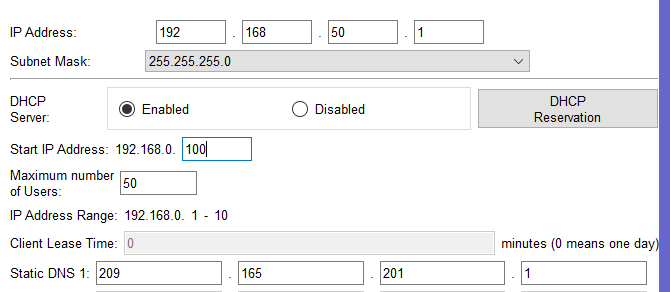 IP Address: 192 . 168 . 50 . 1
Subnet Mask: 255.255.255.0
DHCP Server: Enabled Disabled DHCP Reservation
Start IP Address: 192.168.0. 100
Maximum number of Users: 50
IP Address Range: 192.168.0. 1 - 10
Client Lease Time: 0 minutes (0 means one day)
Static DNS 1: 209 . 165 . 201 . 1